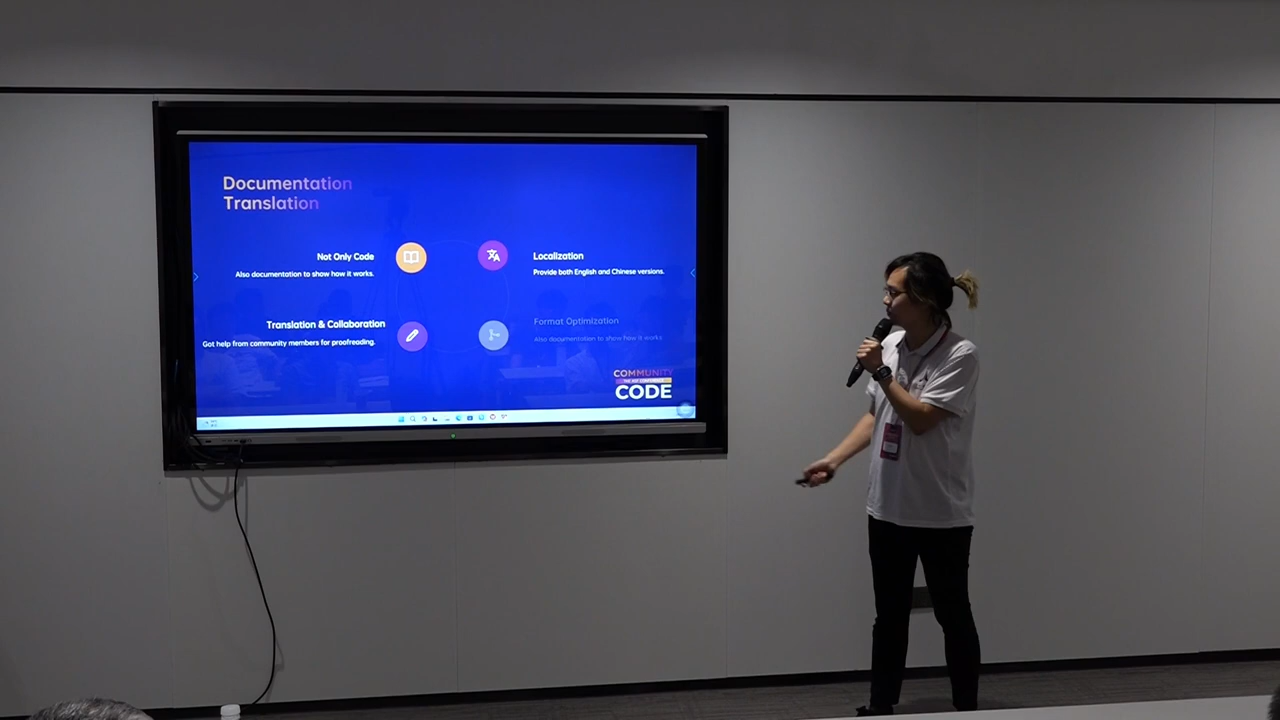 Documentation
Translation
Not Only Code
Also documentation to show how it works.
Localization
Provide both English and Chinese versions.
Translation & Collaboration
Got help from community members for proofreading.
Format Optimization
Also documentation to show how it works
COMMUNITY
CODE